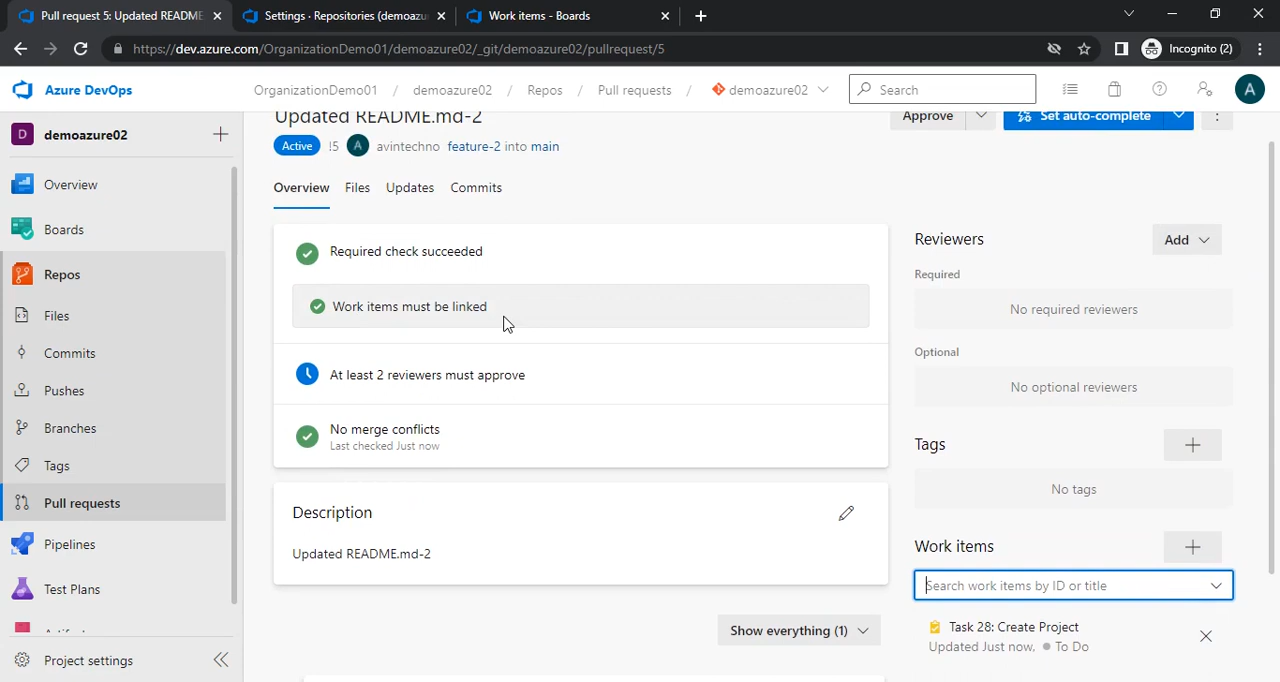 Pull request 5: Updated README
Settings · Repositories (demoazu
Work items - Boards
https://dev.azure.com/OrganizationDemo01/demoazure02/_git/demoazure02/pullrequest/5
Incognito (2)
Azure DevOps
OrganizationDemo01 / demoazure02 / Repos / Pull requests / demoazure02
Search
A
D demoazure02
Overview
Boards
Repos
Files
Commits
Pushes
Branches
Tags
Pull requests
Pipelines
Test Plans
Project settings
Updated README.md-2
Approve
Set auto-complete
Active !5 A avintechno feature-2 into main
Overview Files Updates Commits
Required check succeeded
Work items must be linked
At least 2 reviewers must approve
No merge conflicts
Last checked Just now
Description
Updated README.md-2
Show everything (1)
Reviewers
Add
Required
No required reviewers
Optional
No optional reviewers
Tags
No tags
Work items
Search work items by ID or title
Task 28: Create Project
Updated Just now, To Do